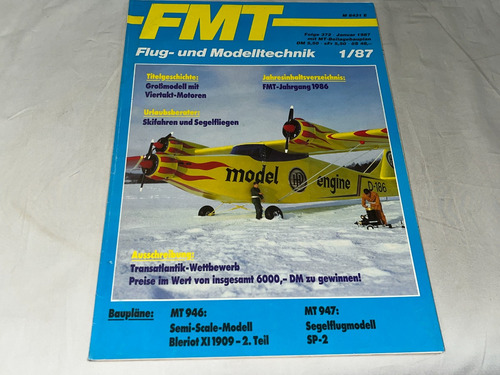 FMT
Flug- und Modelltechnik 1/87
Titelgeschichte:
Großmodell mit
Viertakt-Motoren
Jahresinhaltsverzeichnis:
FMT-Jahrgang 1986
Urlaubsberater:
Skifahren und Segelfliegen
model engine
D-186
Ausschreibung:
Transatlantik-Wettbewerb
Preise im Wert von insgesamt 6000,- DM zu gewinnen!
Baupläne:
MT 946:
Semi-Scale-Modell
Bleriot XI 1909 – 2. Teil
MT 947:
Segelflugmodell
SP-2